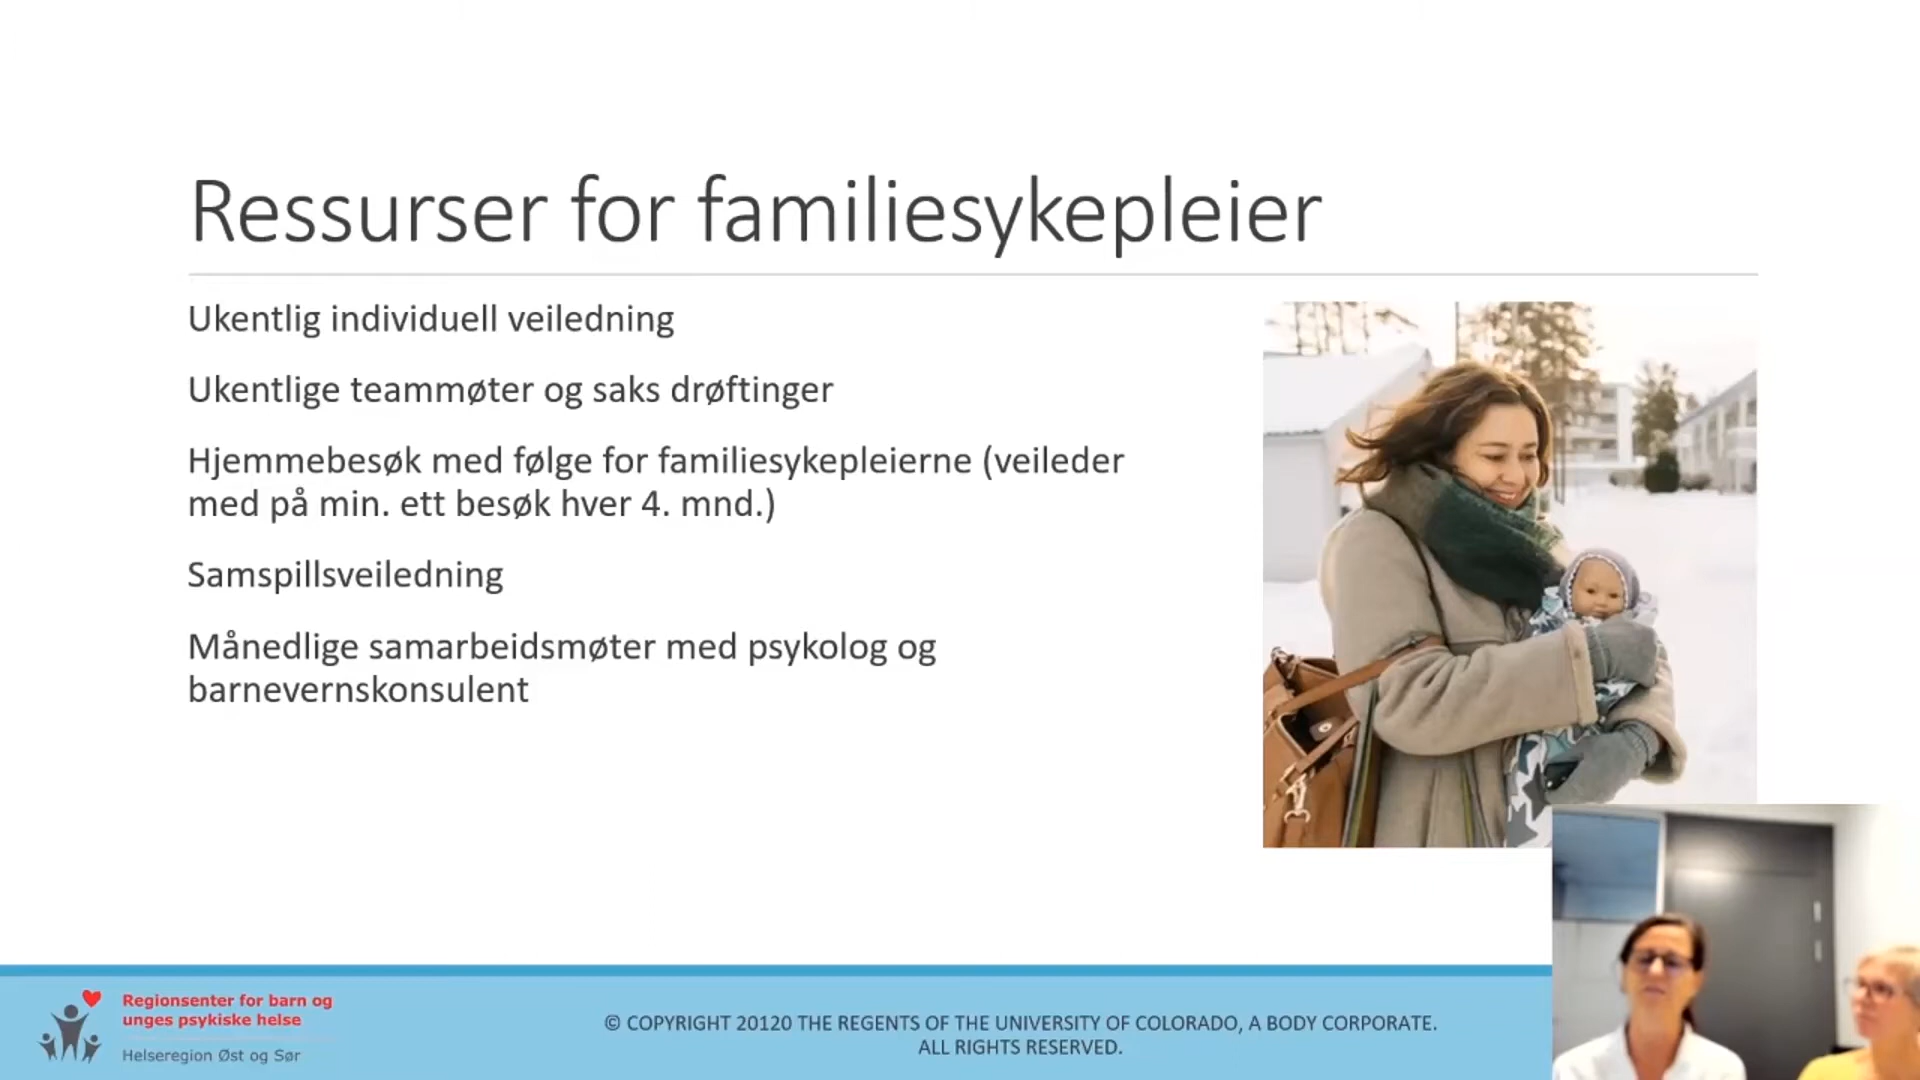 Ressurser for familiesykepleier
Ukentlig individuell veiledning
Ukentlige teammøter og saks drøftinger
Hjemmebesøk med følge for familiesykepleierne (veileder
med på min. ett besøk hver 4. mnd.)
Samspillsveiledning
Månedlige samarbeidsmøter med psykolog og
barnevernskonsulent
Regionsenter for barn og
unges psykiske helse
Helseregion Øst og Sør
© COPYRIGHT 20120 THE REGENTS OF THE UNIVERSITY OF COLORADO, A BODY CORPORATE.
ALL RIGHTS RESERVED.